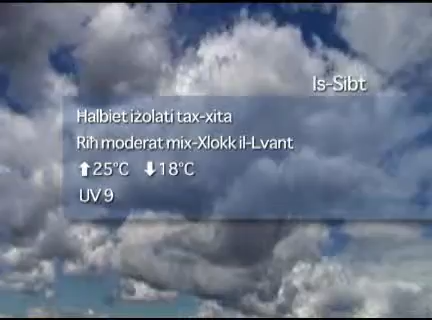 Is-Sibt
Ħalbiet iżolati tax-xita
Riħ moderat mix-Xlokk il-Lvant
⬆25°C ⬇18°C
UV 9